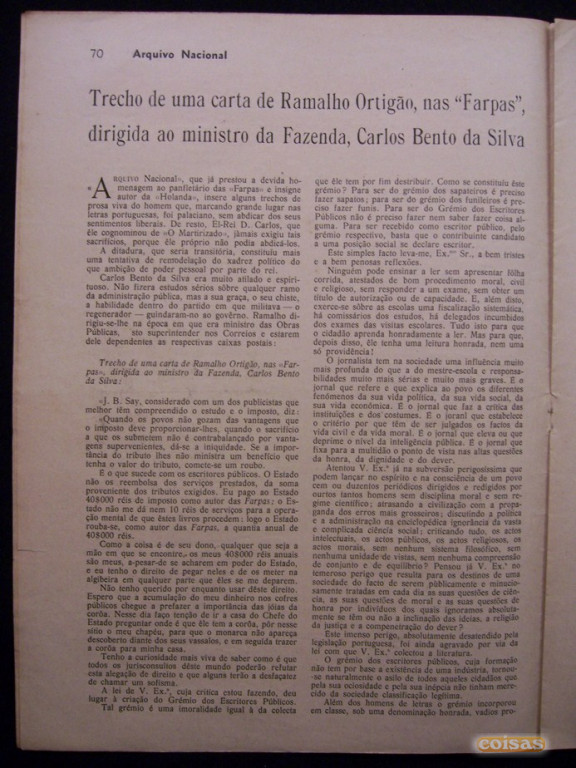 70 Arquivo Nacional
Trecho de uma carta de Ramalho Ortigão, nas “Farpas”,
dirigida ao ministro da Fazenda, Carlos Bento da Silva
«ARQUIVO Nacional», que já prestou a devida ho-
menagem ao panfletário das «Farpas» e insigne
autor da «Holanda», insere alguns trechos de
prosa viva do homem que, marcando grande lugar nas
letras portuguesas, foi palaciano, sem abdicar dos seus
sentimentos liberais. De resto, El-Rei D. Carlos, que
êle cognominou de «O Martirizado», jàmais exigiu tais
sacrifícios, porque êle próprio não podia abdicá-los.
A ditadura, que seria transitória, constituiu mais
uma tentativa de remodelação do xadrês político do
que ambição de poder pessoal por parte do rei.
Carlos Bento da Silva era muito atilado e espiri-
tuoso. Não fizera estudos sérios sôbre qualquer ramo
da administração pública, mas a sua graça, o seu chiste,
a habilidade dentro do partido em que militava — o
regenerador — guindaram-no ao govêrno. Ramalho di-
rigiu-se-lhe na época em que era ministro das Obras
Públicas, sto superintender nos Correios e estarem
dele dependentes as respectivas caixas postais:
Trecho de uma carta de Ramalho Ortigão, nas «Far-
pas», dirigida ao ministro da Fazenda, Carlos Bento
da Silva:
«J. B. Say, considerado com um dos publicistas que
melhor têm compreendido o estudo e o imposto, diz:
«Quando os povos não gozam das vantagens que
o imposto deve proporcionar-lhes, quando o sacrifício
a que os submetem não é contrabalançado por vanta-
gens supervenientes, dá-se a iniquidade. Se a impor-
tância do tributo lhes não ministra um benefício que
tenha o valor do tributo, comete-se um roubo.
E o que sucede com os escritores públicos. O Estado
não os reembolsa dos serviços prestados, da soma
proveniente dos tributos exigidos. Eu pago ao Estado
40$000 réis de imposto como autor das Farpas; o Es-
tado não me dá nem 10 réis de serviços para a opera-
ção mental de que êstes livros procedem: logo o Estado
rouba-se, como autor das Farpas, a quantia anual de
40$000 réis.
Como a coisa é de seu dono, qualquer que seja a
mão em que se encontre, os meus 40$000 réis anuais
são meus, a-pesar-de se acharem em poder do Estado,
e eu tenho o direito de pegar neles e de os meter na
algibeira em qualquer parte que êles se me deparem.
Não tenho querido por enquanto usar dêste direito.
Espero que a acumulação do meu dinheiro nos cofres
públicos chegue a prefazer a importância das jóias da
corôa. Nesse dia faço tenção de ir a casa do Chefe do
Estado preguntar onde é que êle tem a corôa, pôr nesse
sítio o meu chapéu, para que o monarca não apareça
descoberto diante dos seus vassalos, e em seguida trazer
a corôa para minha casa.
Tenho a curiosidade mais viva de saber como é que
todos os jurisconsultos dêste mundo poderão refutar
esta alegação de direito e que alguns terão a desfaçatez
de chamar um sofisma.
A lei de V. Ex.ª, cuja crítica estou fazendo, deu
lugar à criação do Grémio dos Escritores Públicos.
Tal grémio é uma imoralidade igual à da colecta
que êle tem por fim destribuir. Como se constituíu êste
grémio? Para ser do grémio dos sapateiros é preciso
fazer sapatos; para ser do grémio dos funileiros é pre-
ciso fazer funis. Para ser do Grémio dos Escritores
Públicos não é preciso fazer nem saber fazer coisa al-
guma. Para ser recebido como escritor público, pelo
grémio respectivo, basta que o contribuinte candidato
a uma posição social se declare escritor.
Este simples facto leva-me, Ex.mo Sr., a bem tristes
e a bem penosas reflexões.
Ninguém pode ensinar a ler sem apresentar fôlha
corrida, atestados de bom procedimento moral, civil
e religioso, sem responder a um exame, sem obter um
título de autorização ou de capacidade. E, além disto,
exerce-se sôbre as escolas uma fiscalização sistemática,
há comissários dos estudos, há delegados incumbidos
dos exames das visitas escolares. Tudo isto para que
o cidadão aprenda honradamente a ler. Mas para que,
depois disso, êle tenha uma leitura honrada, nem uma
só providência!
O jornalista tem na sociedade uma influência muito
mais profunda do que a do mestre-escola e responsa-
bilidades muito mais sérias e muito mais graves. É o
jornal que refere e que explica ao povo os diferentes
fenómenos da sua vida política, da sua vida social, da
sua vida económica. E o jornal que faz a crítica das
instituições e dos costumes. E o joranl que estabelece
o critério por que têm de ser julgados os factos da
vida civil e da vida moral. E o jornal que eleva ou que
deprime o nível da inteligência pública. E o jornal que
fixa para a multidão o ponto de vista nas altas questões
da honra, da dignidade e do dever.
Atentou V. Ex.ª já na subversão perigosíssima que
podem lançar no espírito e na consciência de um povo
cem ou duzentos periódicos dirigidos e redigidos por
outros tantos homens sem disciplina moral e sem re-
gime científico; atrasando a civilização com a propa-
ganda dos erros mais grosseiros; discutindo a política
e a administração na enciclopédica ignorância da vasta
e complicada ciência social; criticando tudo, os actos
intelectuais, os actos públicos, os actos religiosos, os
actos morais, sem nenhum sistema filosófico, sem
nenhuma unidade de vistas, sem nenhuma compreensão
de conjunto e de equilíbrio? Pensou já V. Ex.ª no
temeroso perigo que resulta para os destinos de uma
sociedade do facto de serem pùblicamente e minucio-
samente tratadas em cada dia as suas questões de ciên-
cia, as suas questões de moral e as suas questões de
honra por indivíduos dos quais ignoramos absoluta-
mente se têm ou não a inclinação das ideias, a religião
da justiça e a compenetração do dever?
Este imenso perigo, absolutamente desatendido pela
legislação portuguesa, foi ainda agravado por via da
lei com que V. Ex.ª colectou a literatura.
O grémio dos escritores públicos, cuja formação
não tem por base a existência de uma indústria, tornou-
-se naturalmente o asilo de todos aqueles cidadãos que
pela sua ociosidade e pela sua inépcia não tinham mere-
cido da sociedade classificação legítima.
Além dos homens de letras o grémio incorporou
em classe, sob uma denominação honrada, vadios pro-
coisas